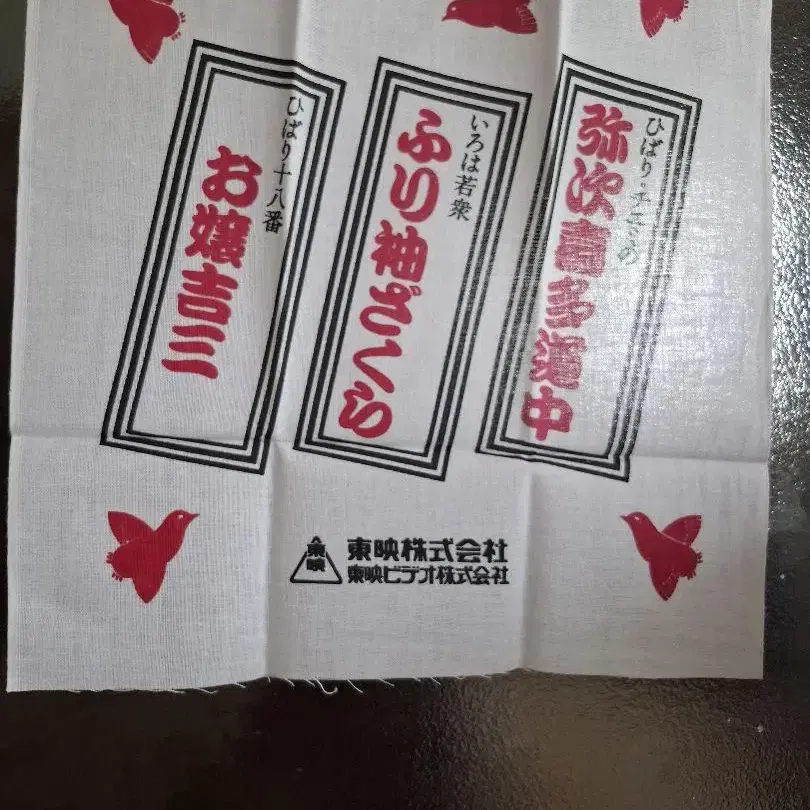 ひばり・チエミの
弥次喜多道中
いろは若衆
ふり袖ざくら
ひばり十八番
お嬢吉三
東映
東映株式会社
東映ビデオ株式会社